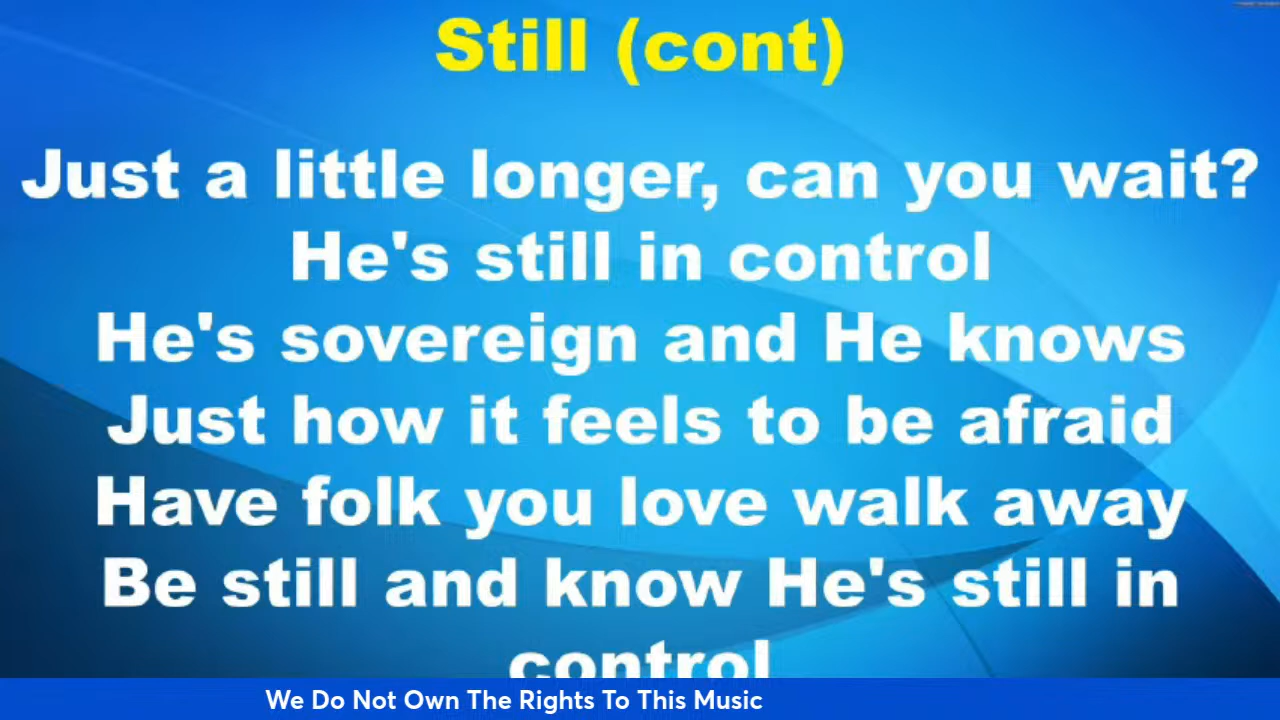 Still (cont)
Just a little longer, can you wait?
He's still in control
He's sovereign and He knows
Just how it feels to be afraid
Have folk you love walk away
Be still and know He's still in
control
We Do Not Own The Rights To This Music